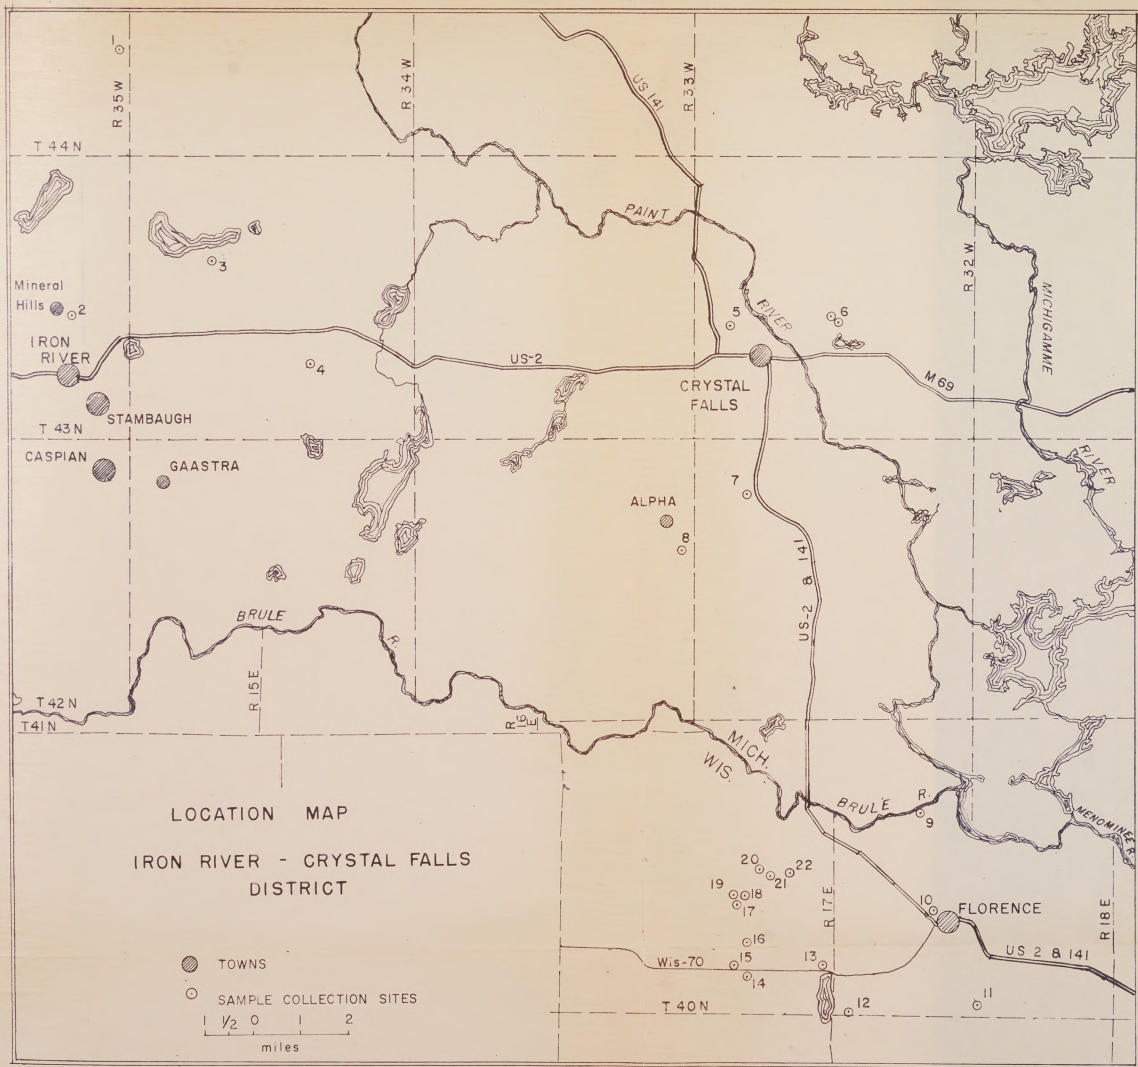 1
R 35 W
R 34 W
US 141
R 33 W
T 44 N
PAINT
RIVER
R 32 W
MICHIGAMME
RIVER
3
Mineral
Hills
2
IRON
RIVER
4
US-2
5
6
CRYSTAL
FALLS
M 69
STAMBAUGH
T 43 N
CASPIAN
GAASTRA
7
ALPHA
8
US-2 & 141
BRULE
R.
R 15 E
T 42 N
T 41 N
R 16
E
MICH.
WIS.
BRULE R.
9
MENOMINEE R.
LOCATION MAP
IRON RIVER - CRYSTAL FALLS
DISTRICT
20
21
22
19
18
17
R 17 E
10
FLORENCE
R 18 E
16
Wis-70
15
14
13
US 2 & 141
T 40 N
12
11
TOWNS
SAMPLE COLLECTION SITES
1 1/2 0 1 2
miles